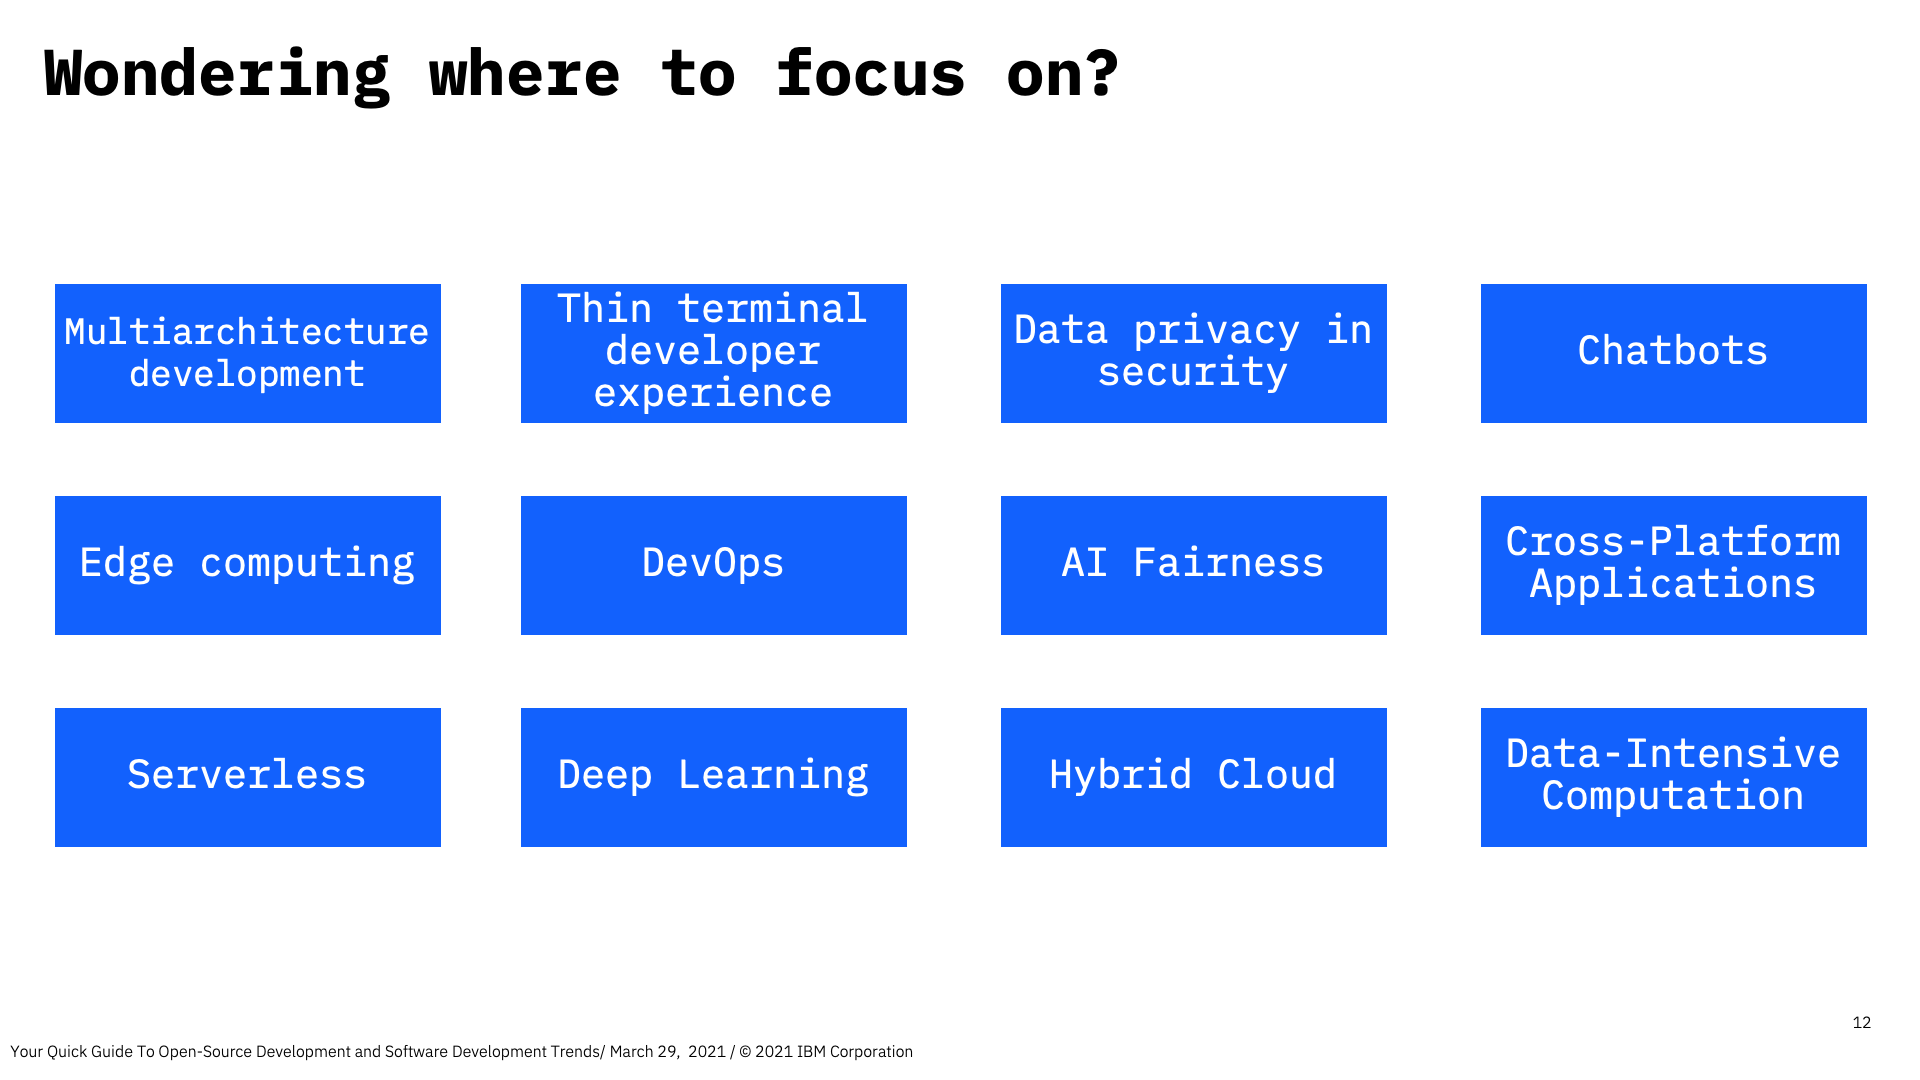 Wondering where to focus on?
Multiarchitecture
development
Thin terminal
developer
experience
Data privacy in
security
Chatbots
Edge computing
DevOps
AI Fairness
Cross-Platform
Applications
Serverless
Deep Learning
Hybrid Cloud
Data-Intensive
Computation
12
Your Quick Guide To Open-Source Development and Software Development Trends/ March 29,  2021 / © 2021 IBM Corporation